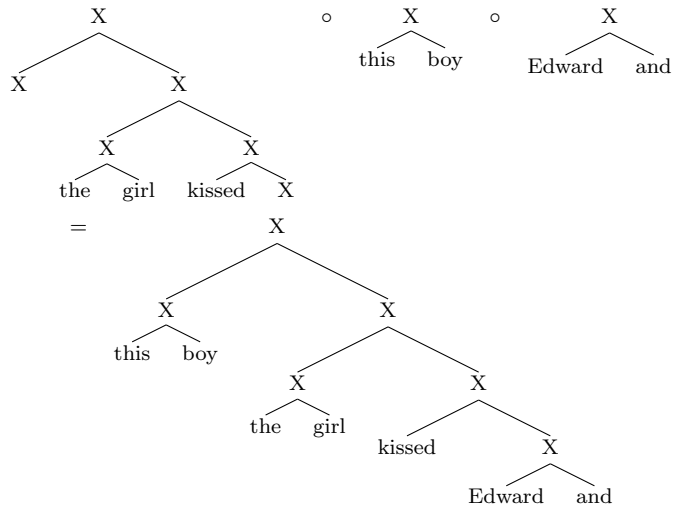 X ∘ X ∘ X
this boy Edward and
X X
X X
the girl kissed X
= X
X X
this boy
X X
the girl kissed X
Edward and